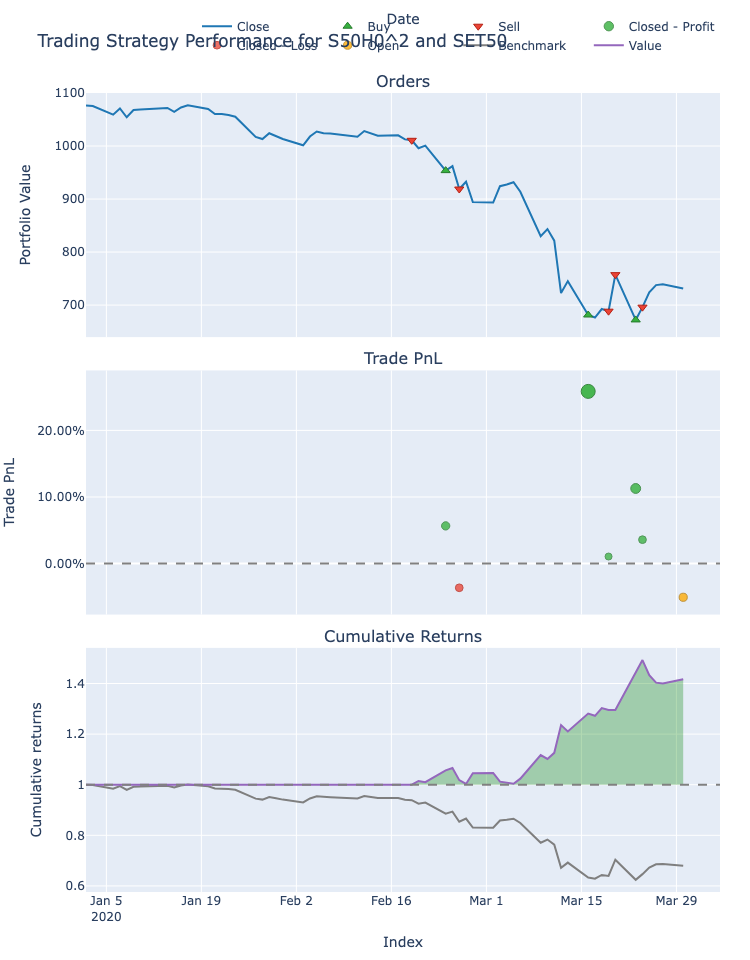 Date
Close Buy Sell Closed - Profit
Trading Strategy Performance for S50H0^2 and SET50
Closed - Loss Open Benchmark Value
Orders
1100
1000
900
800
700
Portfolio Value
Trade PnL
20.00%
10.00%
0.00%
Trade PnL
Cumulative Returns
1.4
1.2
1
0.8
0.6
Cumulative returns
Jan 5 Jan 19 Feb 2 Feb 16 Mar 1 Mar 15 Mar 29
2020
Index